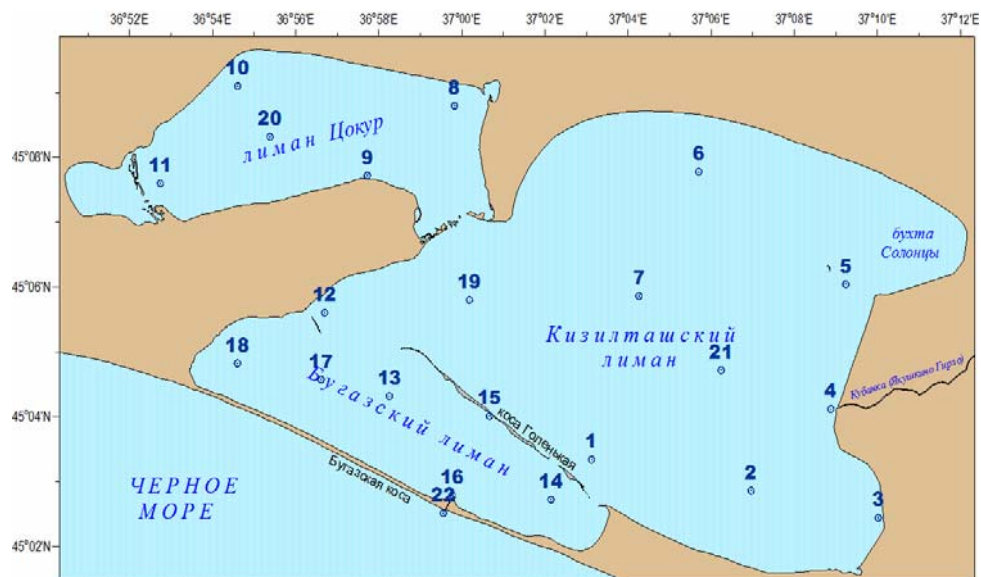 36°52'E 36°54'E 36°56'E 36°58'E 37°00'E 37°02'E 37°04'E 37°06'E 37°08'E 37°10'E 37°12'E
10
8
20
лиман Цокур
45°08'N
11
9
6
бухта
Солонцы
45°06'N
12
19
7
5
Кизилташский
лиман
18
17
13
21
Бугазский лиман
Кубанка (Якушкино Гирло)
45°04'N
15
4
коса Голенькая
1
Бугазская коса
16
14
2
22
3
ЧЕРНОЕ
МОРЕ
45°02'N